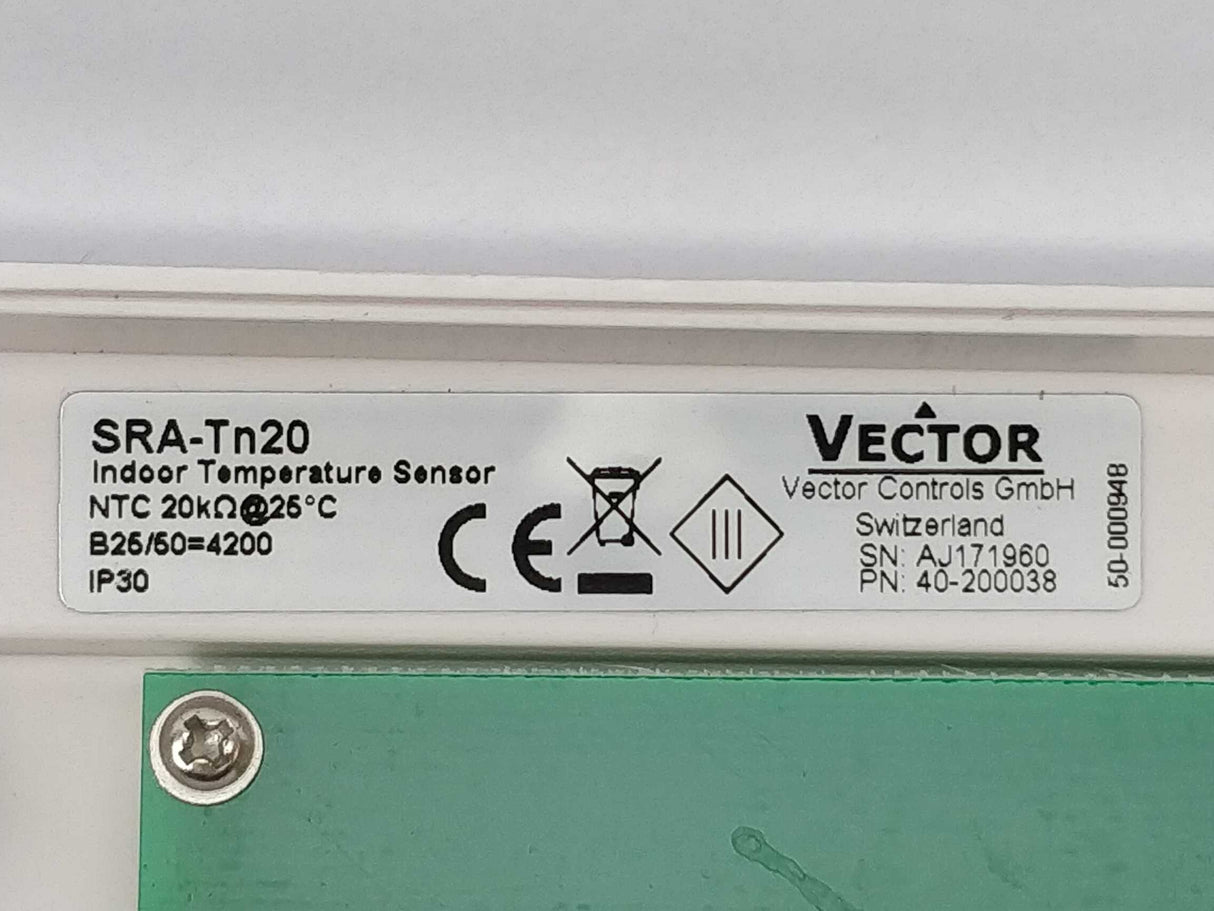 SRA-Tn20
Indoor Temperature Sensor
NTC 20kΩ@25°C
B25/50=4200
IP30
CE
VECTOR
Vector Controls GmbH
Switzerland
SN: AJ171960
PN: 40-200038
50-000948